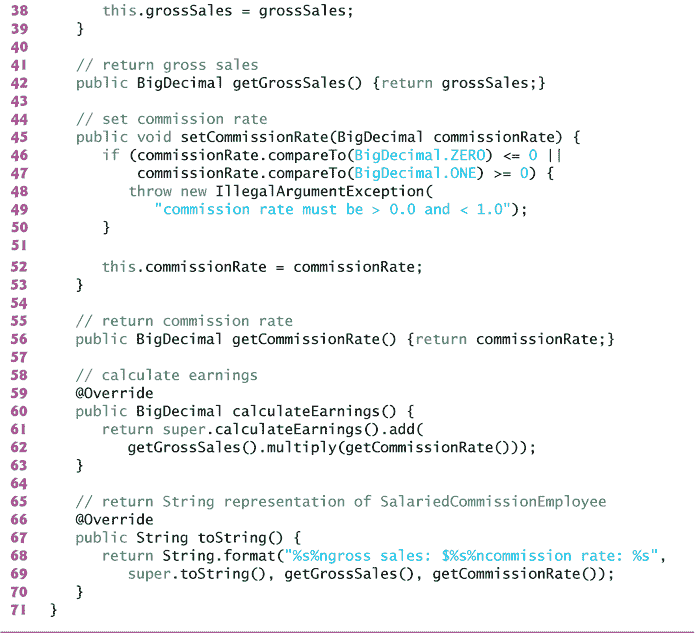 38 this.grossSales = grossSales;
39 }
40
41 // return gross sales
42 public BigDecimal getGrossSales() {return grossSales;}
43
44 // set commission rate
45 public void setCommissionRate(BigDecimal commissionRate) {
46 if (commissionRate.compareTo(BigDecimal.ZERO) <= 0 ||
47 commissionRate.compareTo(BigDecimal.ONE) >= 0) {
48 throw new IllegalArgumentException(
49 "commission rate must be > 0.0 and < 1.0");
50 }
51
52 this.commissionRate = commissionRate;
53 }
54
55 // return commission rate
56 public BigDecimal getCommissionRate() {return commissionRate;}
57
58 // calculate earnings
59 @Override
60 public BigDecimal calculateEarnings() {
61 return super.calculateEarnings().add(
62 getGrossSales().multiply(getCommissionRate()));
63 }
64
65 // return String representation of SalariedCommissionEmployee
66 @Override
67 public String toString() {
68 return String.format("%s%ngross sales: $%s%ncommission rate: %s",
69 super.toString(), getGrossSales(), getCommissionRate());
70 }
71 }